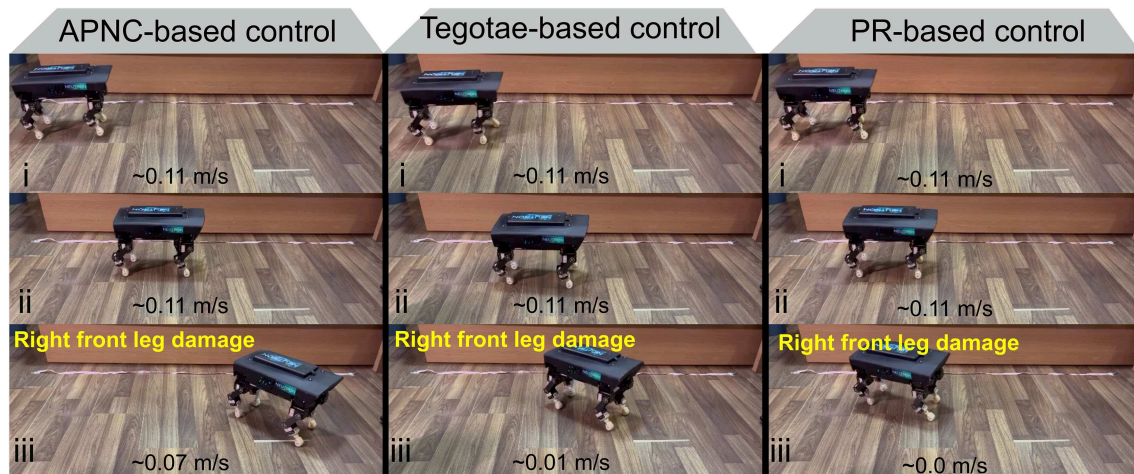 APNC-based control
Tegotae-based control
PR-based control
i
~0.11 m/s
i
~0.11 m/s
i
~0.11 m/s
ii
~0.11 m/s
ii
~0.11 m/s
ii
~0.11 m/s
Right front leg damage
Right front leg damage
Right front leg damage
iii
~0.07 m/s
iii
~0.01 m/s
iii
~0.0 m/s